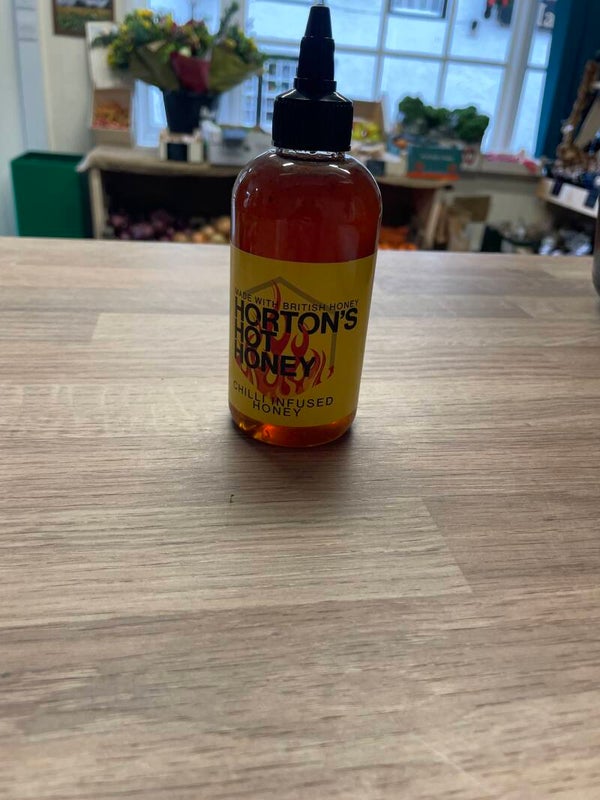 MADE WITH BRITISH HONEY
HORTON'S
HOT
HONEY
CHILLI INFUSED
HONEY